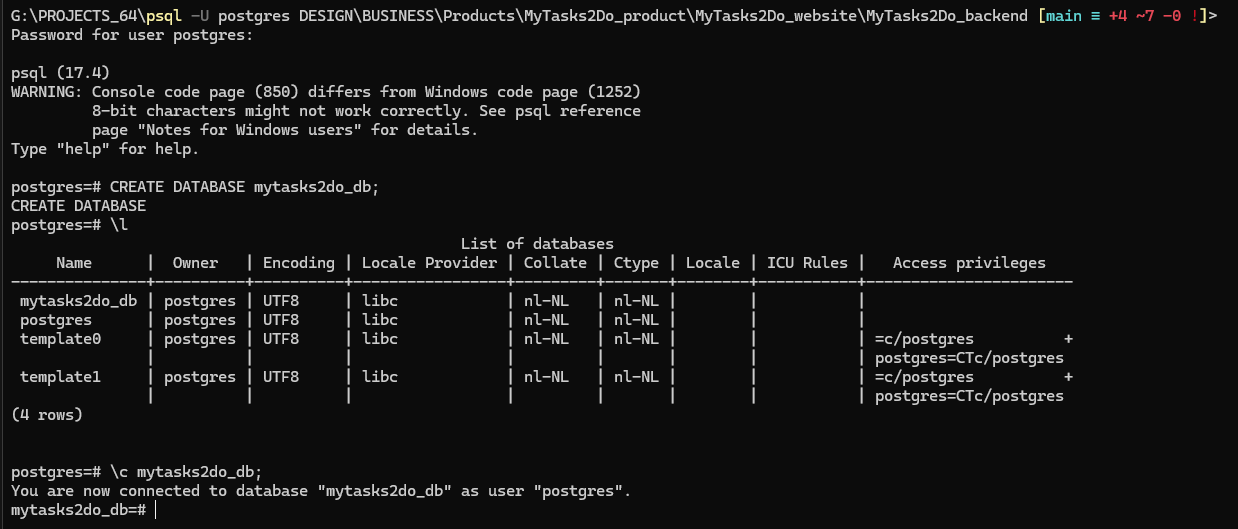 G:\PROJECTS_64\psql -U postgres DESIGN\BUSINESS\Products\MyTasks2Do_product\MyTasks2Do_website\MyTasks2Do_backend [main ≡ +4 ~7 -0 !]>
Password for user postgres:
psql (17.4)
WARNING: Console code page (850) differs from Windows code page (1252)
         8-bit characters might not work correctly. See psql reference
         page "Notes for Windows users" for details.
Type "help" for help.
postgres=# CREATE DATABASE mytasks2do_db;
CREATE DATABASE
postgres=# \l
                                                  List of databases
     Name      |  Owner   | Encoding | Locale Provider | Collate | Ctype | Locale | ICU Rules |   Access privileges
---------------+----------+----------+-----------------+---------+-------+--------+-----------+-----------------------
 mytasks2do_db | postgres | UTF8     | libc            | nl-NL   | nl-NL |        |           |
 postgres      | postgres | UTF8     | libc            | nl-NL   | nl-NL |        |           |
 template0     | postgres | UTF8     | libc            | nl-NL   | nl-NL |        |           | =c/postgres          +
               |          |          |                 |         |       |        |           | postgres=CTc/postgres
 template1     | postgres | UTF8     | libc            | nl-NL   | nl-NL |        |           | =c/postgres          +
               |          |          |                 |         |       |        |           | postgres=CTc/postgres
(4 rows)
postgres=# \c mytasks2do_db;
You are now connected to database "mytasks2do_db" as user "postgres".
mytasks2do_db=#